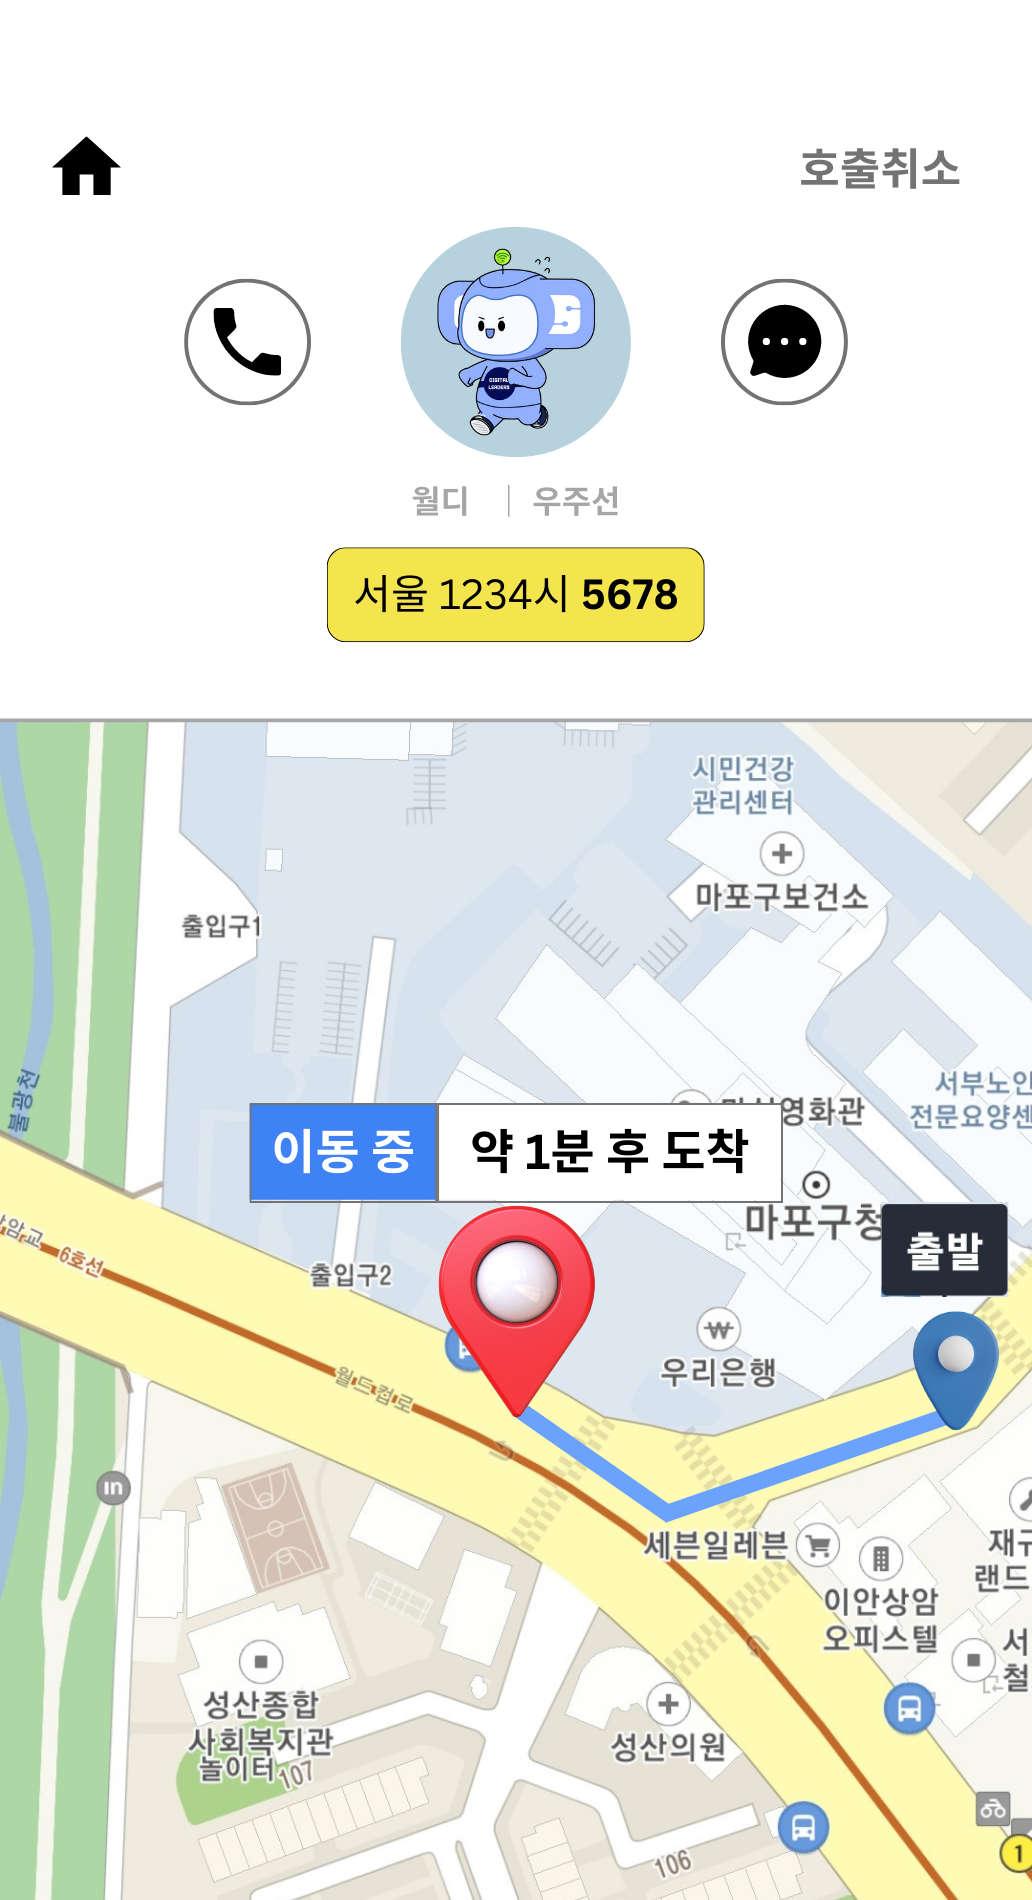 호출취소
S
DIGITAL
LEADERS
월디 | 우주선
서울 1234시 5678
시민건강
관리센터
마포구보건소
출입구1
불광천
서부노인
전문요양센
영화관
이동 중
약 1분 후 도착
마포구청
출발
암교
6호선
출입구2
우리은행
월드컵로
in
세븐일레븐
재구
랜드
이안상암
오피스텔
서
철
성산종합
사회복지관
놀이터
107
성산의원
106
1